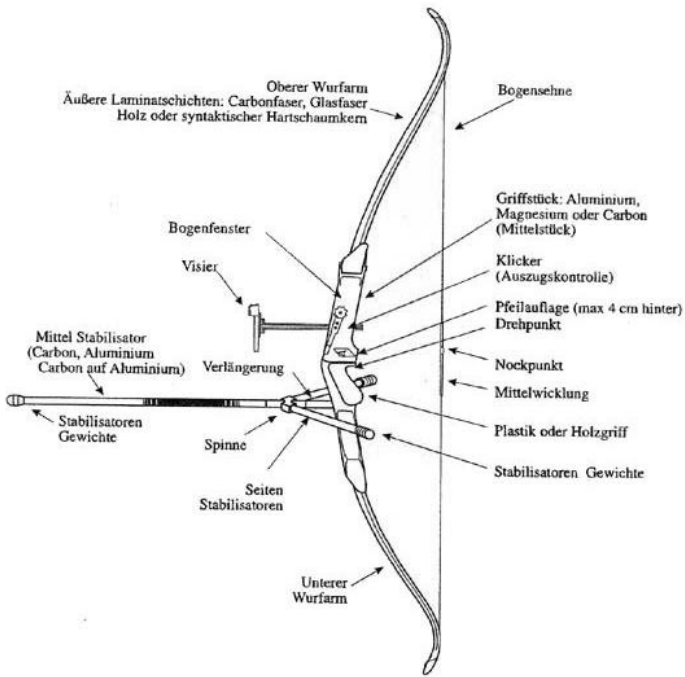 Oberer Wurfarm
Äußere Laminatschichten: Carbonfaser, Glasfaser
Holz oder syntaktischer Hartschaumkern
Bogensehne
Griffstück: Aluminium,
Magnesium oder Carbon
(Mittelstück)
Bogenfenster
Klicker
(Auszugskontrolle)
Visier
Pfeilauflage (max 4 cm hinter)
Drehpunkt
Mittel Stabilisator
(Carbon, Aluminium
Carbon auf Aluminium)
Verlängerung
Nockpunkt
Mittelwicklung
Stabilisatoren
Gewichte
Spinne
Plastik oder Holzgriff
Stabilisatoren Gewichte
Seiten
Stabilisatoren
Unterer
Wurfarm